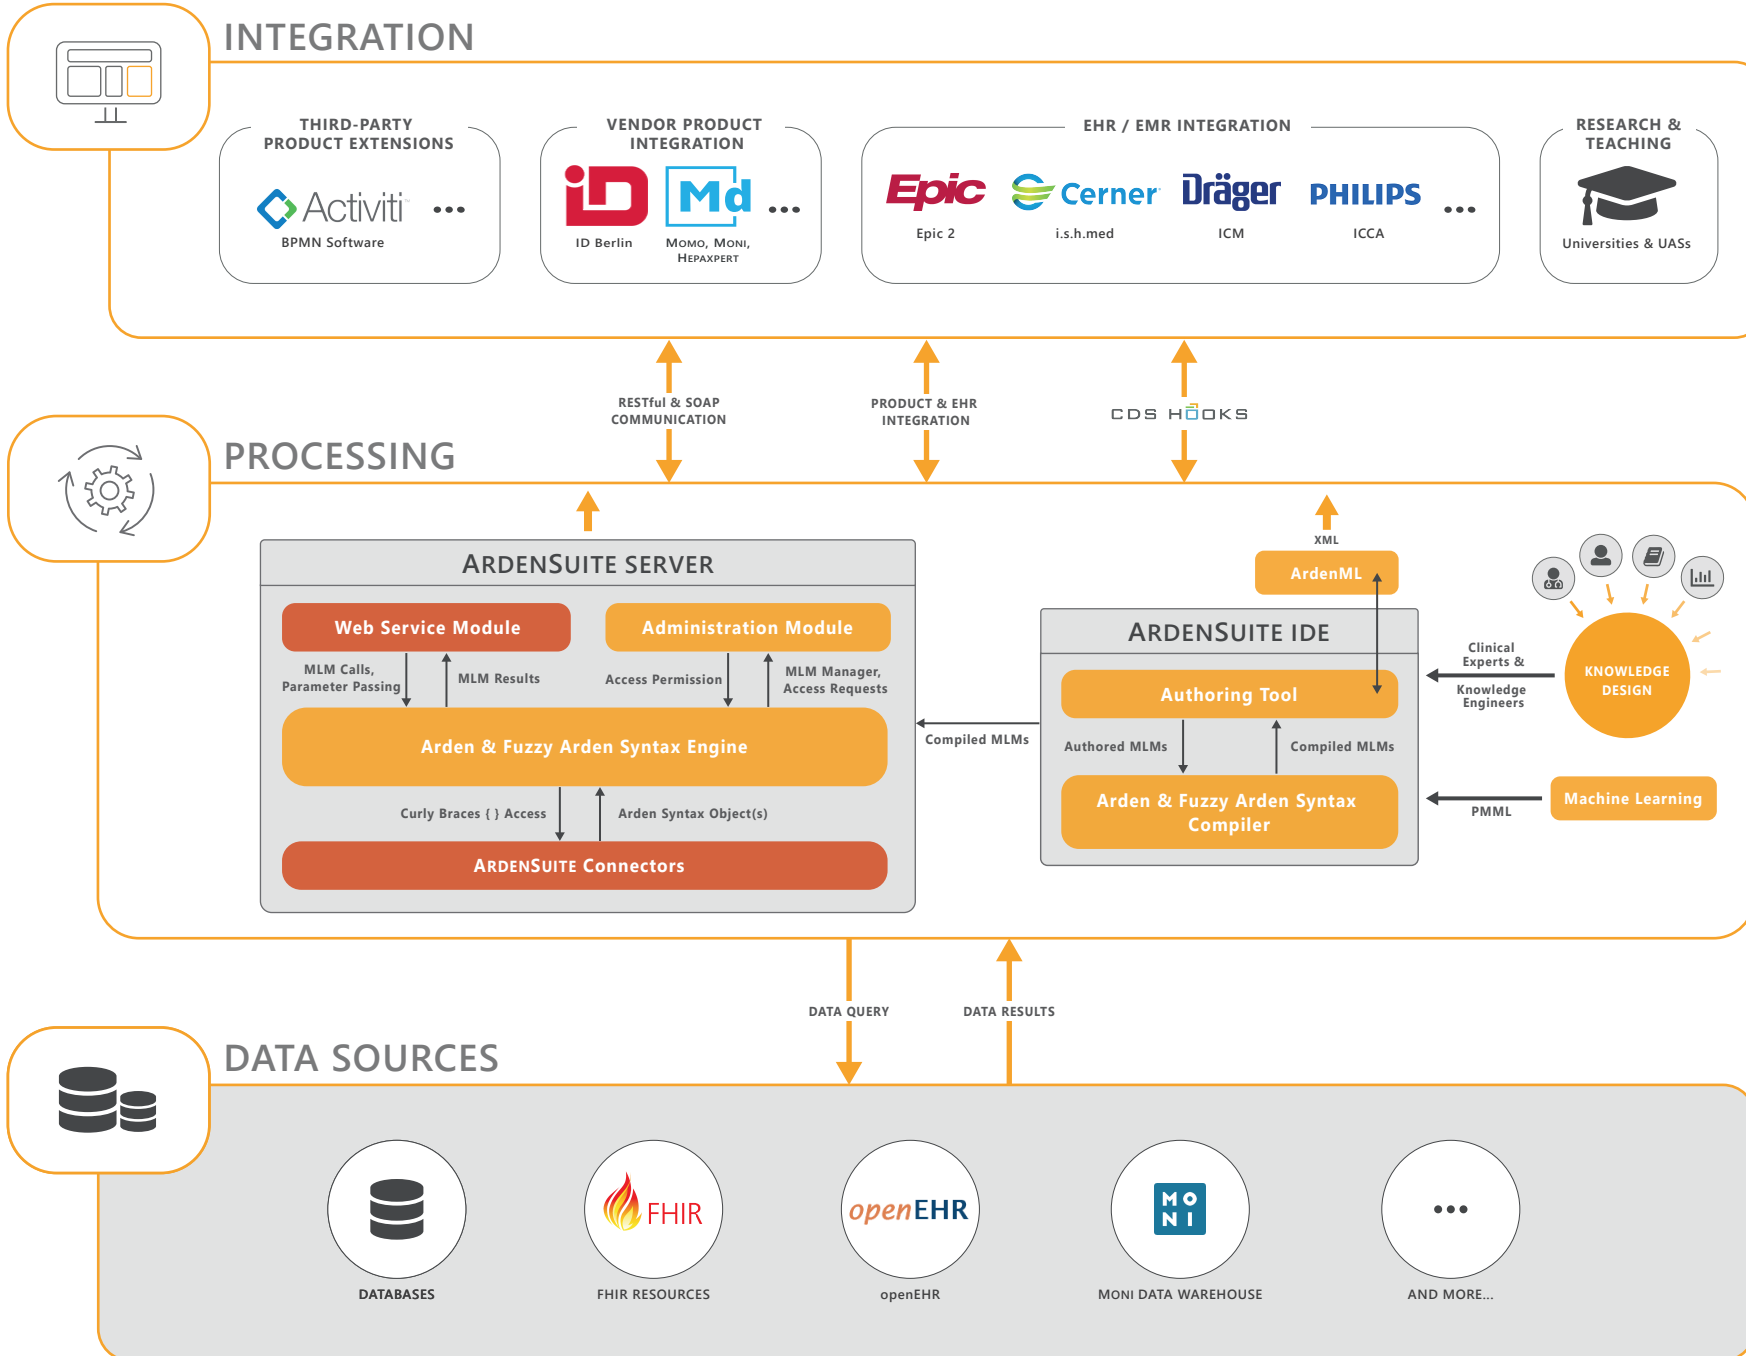 INTEGRATION
THIRD-PARTY
PRODUCT EXTENSIONS
Activiti
...
BPMN Software
VENDOR PRODUCT
INTEGRATION
iD
Md
...
ID Berlin
MOMO, MONI,
HEPAXPERT
EHR / EMR INTEGRATION
Epic
Cerner
Dräger
PHILIPS
...
Epic 2
i.s.h.med
ICM
ICCA
RESEARCH &
TEACHING
Universities & UASs
RESTful & SOAP
COMMUNICATION
PRODUCT & EHR
INTEGRATION
CDS HOOKS
PROCESSING
ARDENSUITE SERVER
Web Service Module
Administration Module
MLM Calls,
Parameter Passing
MLM Results
Access Permission
MLM Manager,
Access Requests
Arden & Fuzzy Arden Syntax Engine
Curly Braces { } Access
Arden Syntax Object(s)
ARDENSUITE Connectors
Compiled MLMs
XML
ArdenML
ARDENSUITE IDE
Authoring Tool
Authored MLMs
Compiled MLMs
Arden & Fuzzy Arden Syntax
Compiler
Clinical
Experts &
Knowledge
Engineers
KNOWLEDGE
DESIGN
PMML
Machine Learning
DATA QUERY
DATA RESULTS
DATA SOURCES
FHIR
openEHR
MO
NI
...
DATABASES
FHIR RESOURCES
openEHR
MONI DATA WAREHOUSE
AND MORE...